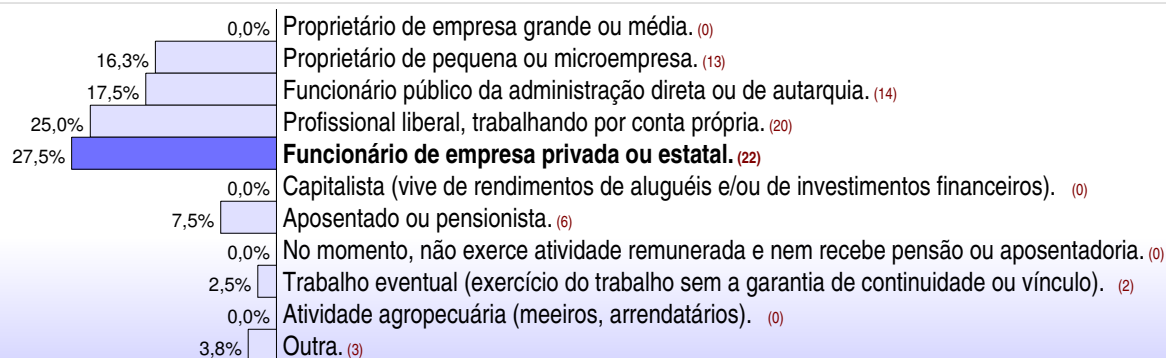 0,0% Proprietário de empresa grande ou média. (0)
16,3% Proprietário de pequena ou microempresa. (13)
17,5% Funcionário público da administração direta ou de autarquia. (14)
25,0% Profissional liberal, trabalhando por conta própria. (20)
27,5% Funcionário de empresa privada ou estatal. (22)
0,0% Capitalista (vive de rendimentos de aluguéis e/ou de investimentos financeiros). (0)
7,5% Aposentado ou pensionista. (6)
0,0% No momento, não exerce atividade remunerada e nem recebe pensão ou aposentadoria. (0)
2,5% Trabalho eventual (exercício do trabalho sem a garantia de continuidade ou vínculo). (2)
0,0% Atividade agropecuária (meeiros, arrendatários). (0)
3,8% Outra. (3)